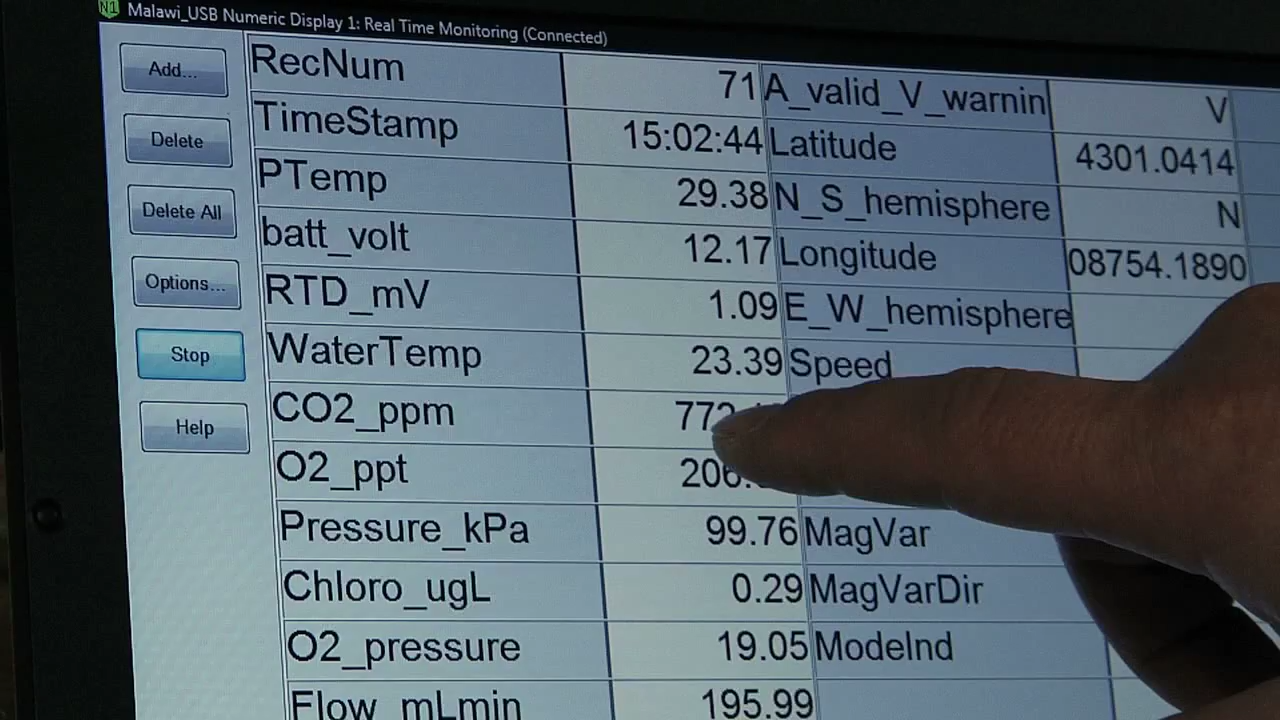 N1 Malawi_USB Numeric Display 1: Real Time Monitoring (Connected)
Add...
Delete
Delete All
Options...
Stop
Help
RecNum 71 A_valid_V_warnin V
TimeStamp 15:02:44 Latitude 4301.0414
PTemp 29.38 N_S_hemisphere N
batt_volt 12.17 Longitude 08754.1890
RTD_mV 1.09 E_W_hemisphere
WaterTemp 23.39 Speed
CO2_ppm
O2_ppt
Pressure_kPa 99.76 MagVar
Chloro_ugL 0.29 MagVarDir
O2_pressure 19.05 ModeInd
Flow_mLmin 195.99